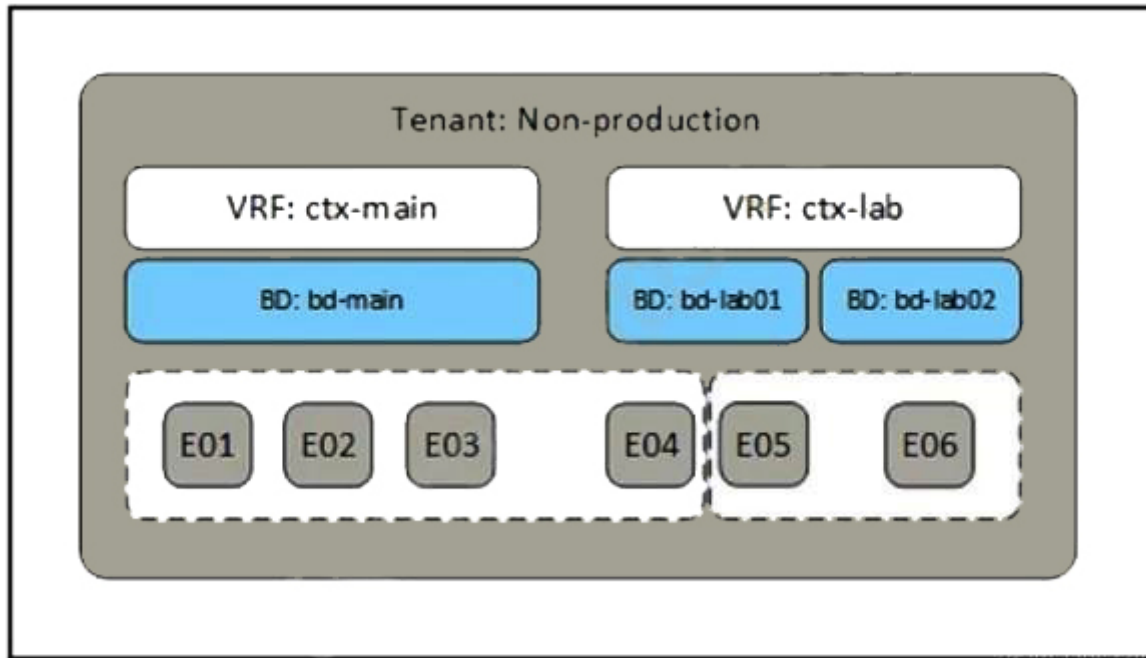 Tenant: Non-production
VRF: ctx-main
VRF: ctx-lab
BD: bd-main
BD: bd-lab01
BD: bd-lab02
E01
E02
E03
E04
E05
E06